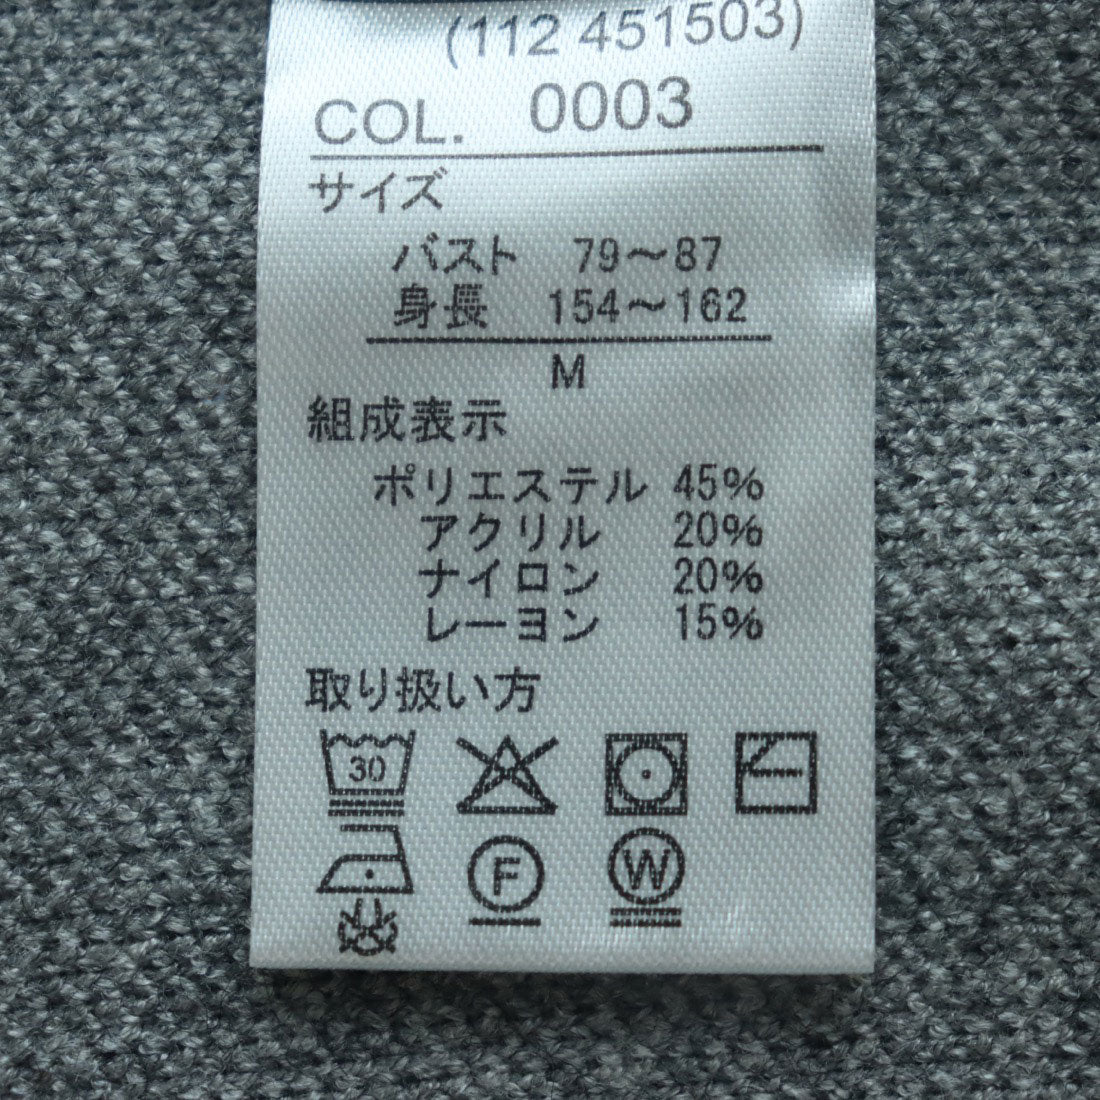 (112 451503)
COL. 0003
サイズ
バスト 79～87
身長 154～162
M
組成表示
ポリエステル 45%
アクリル 20%
ナイロン 20%
レーヨン 15%
取り扱い方
30
F W